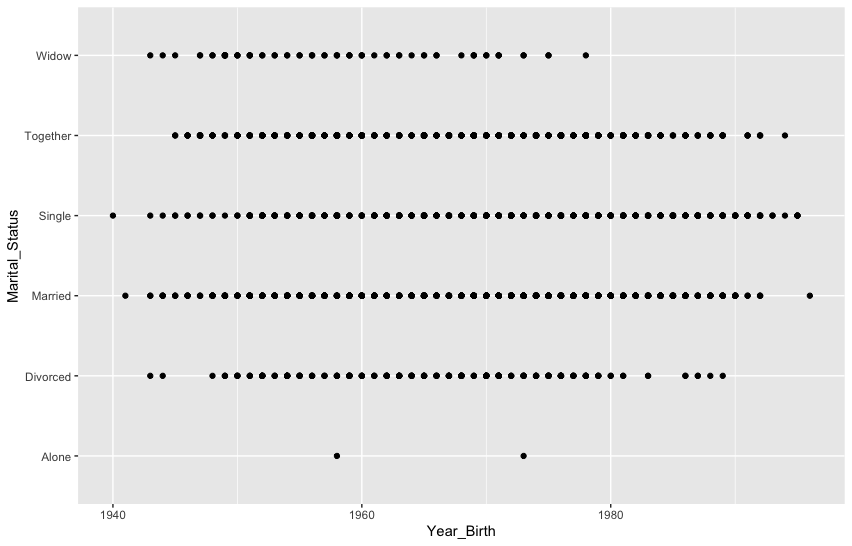 Widow
Together
Single
Married
Divorced
Alone
Marital_Status
1940
1960
1980
Year_Birth